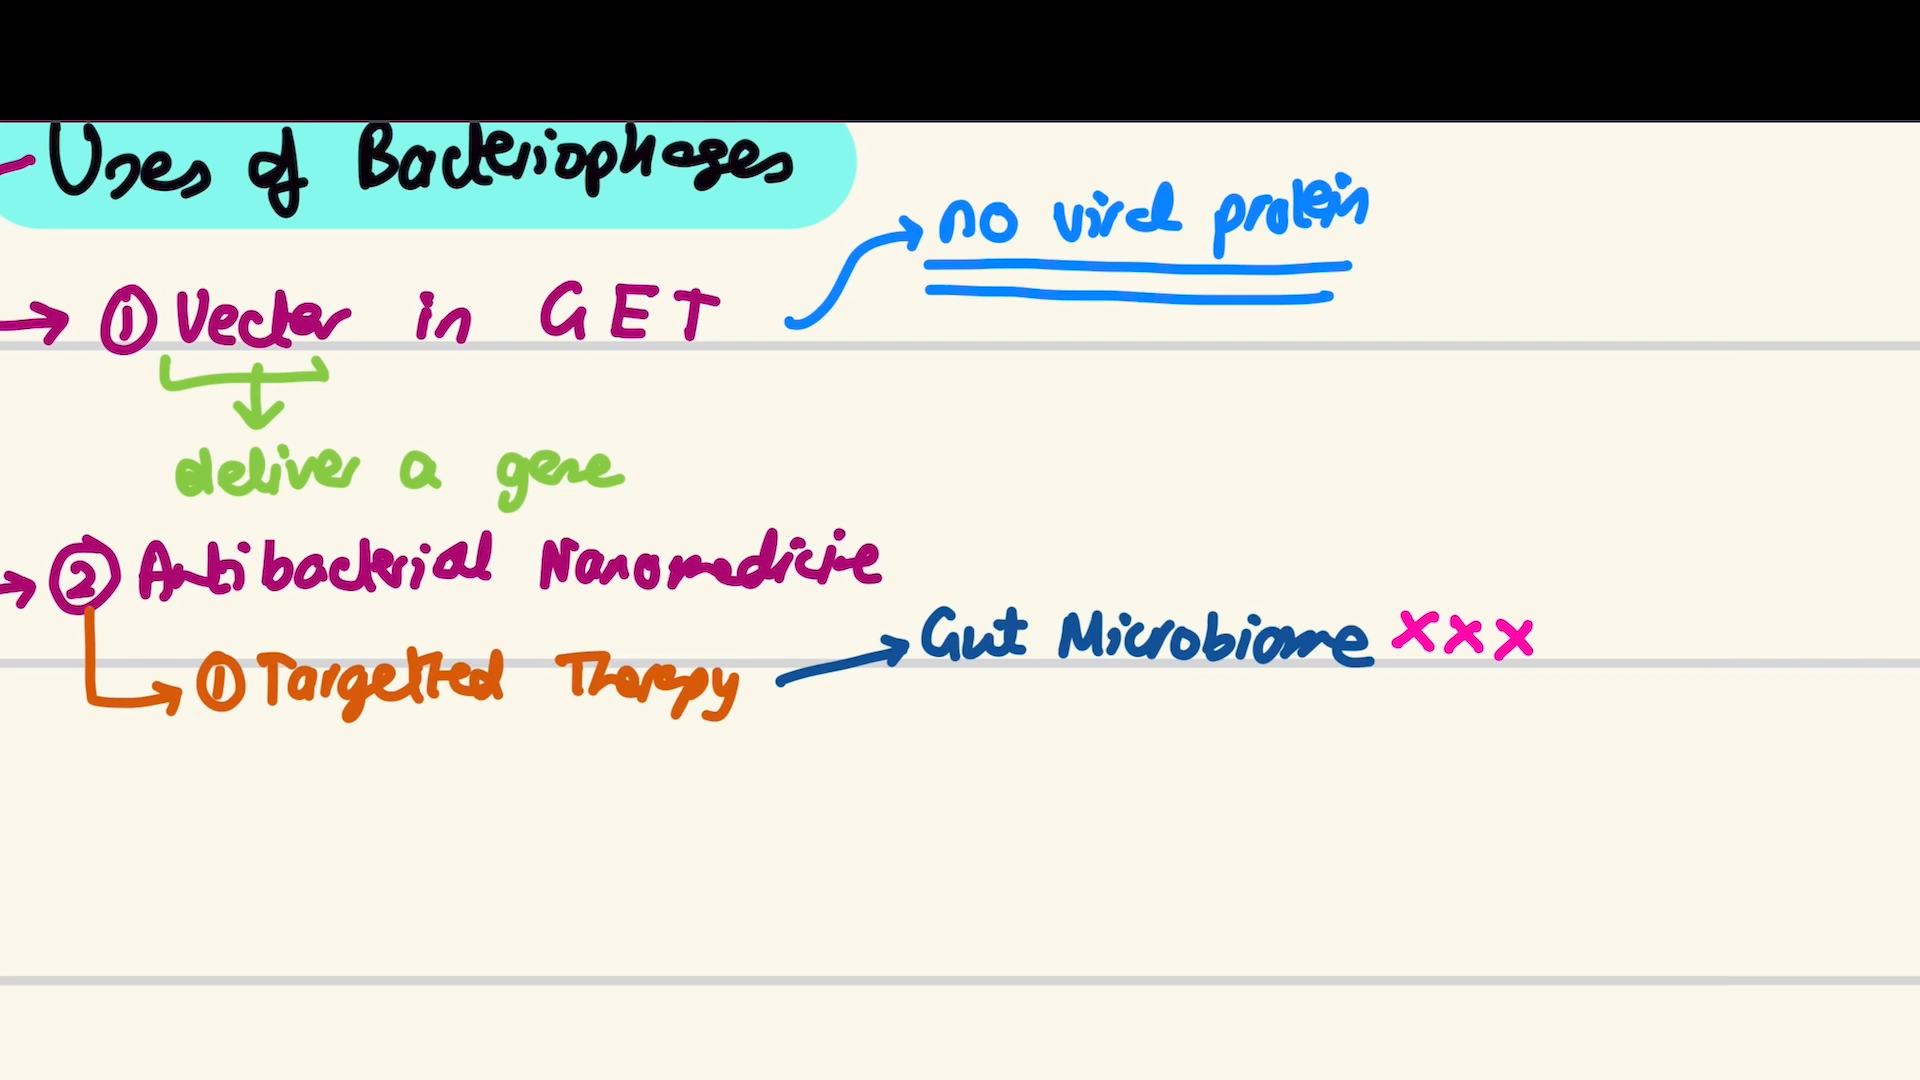 Uses of Bacteriophages
no viral protein
① Vector in GET
deliver a gene
② Antibacterial Nanomedicie
Gut Microbiome xxx
① Targetted Therapy